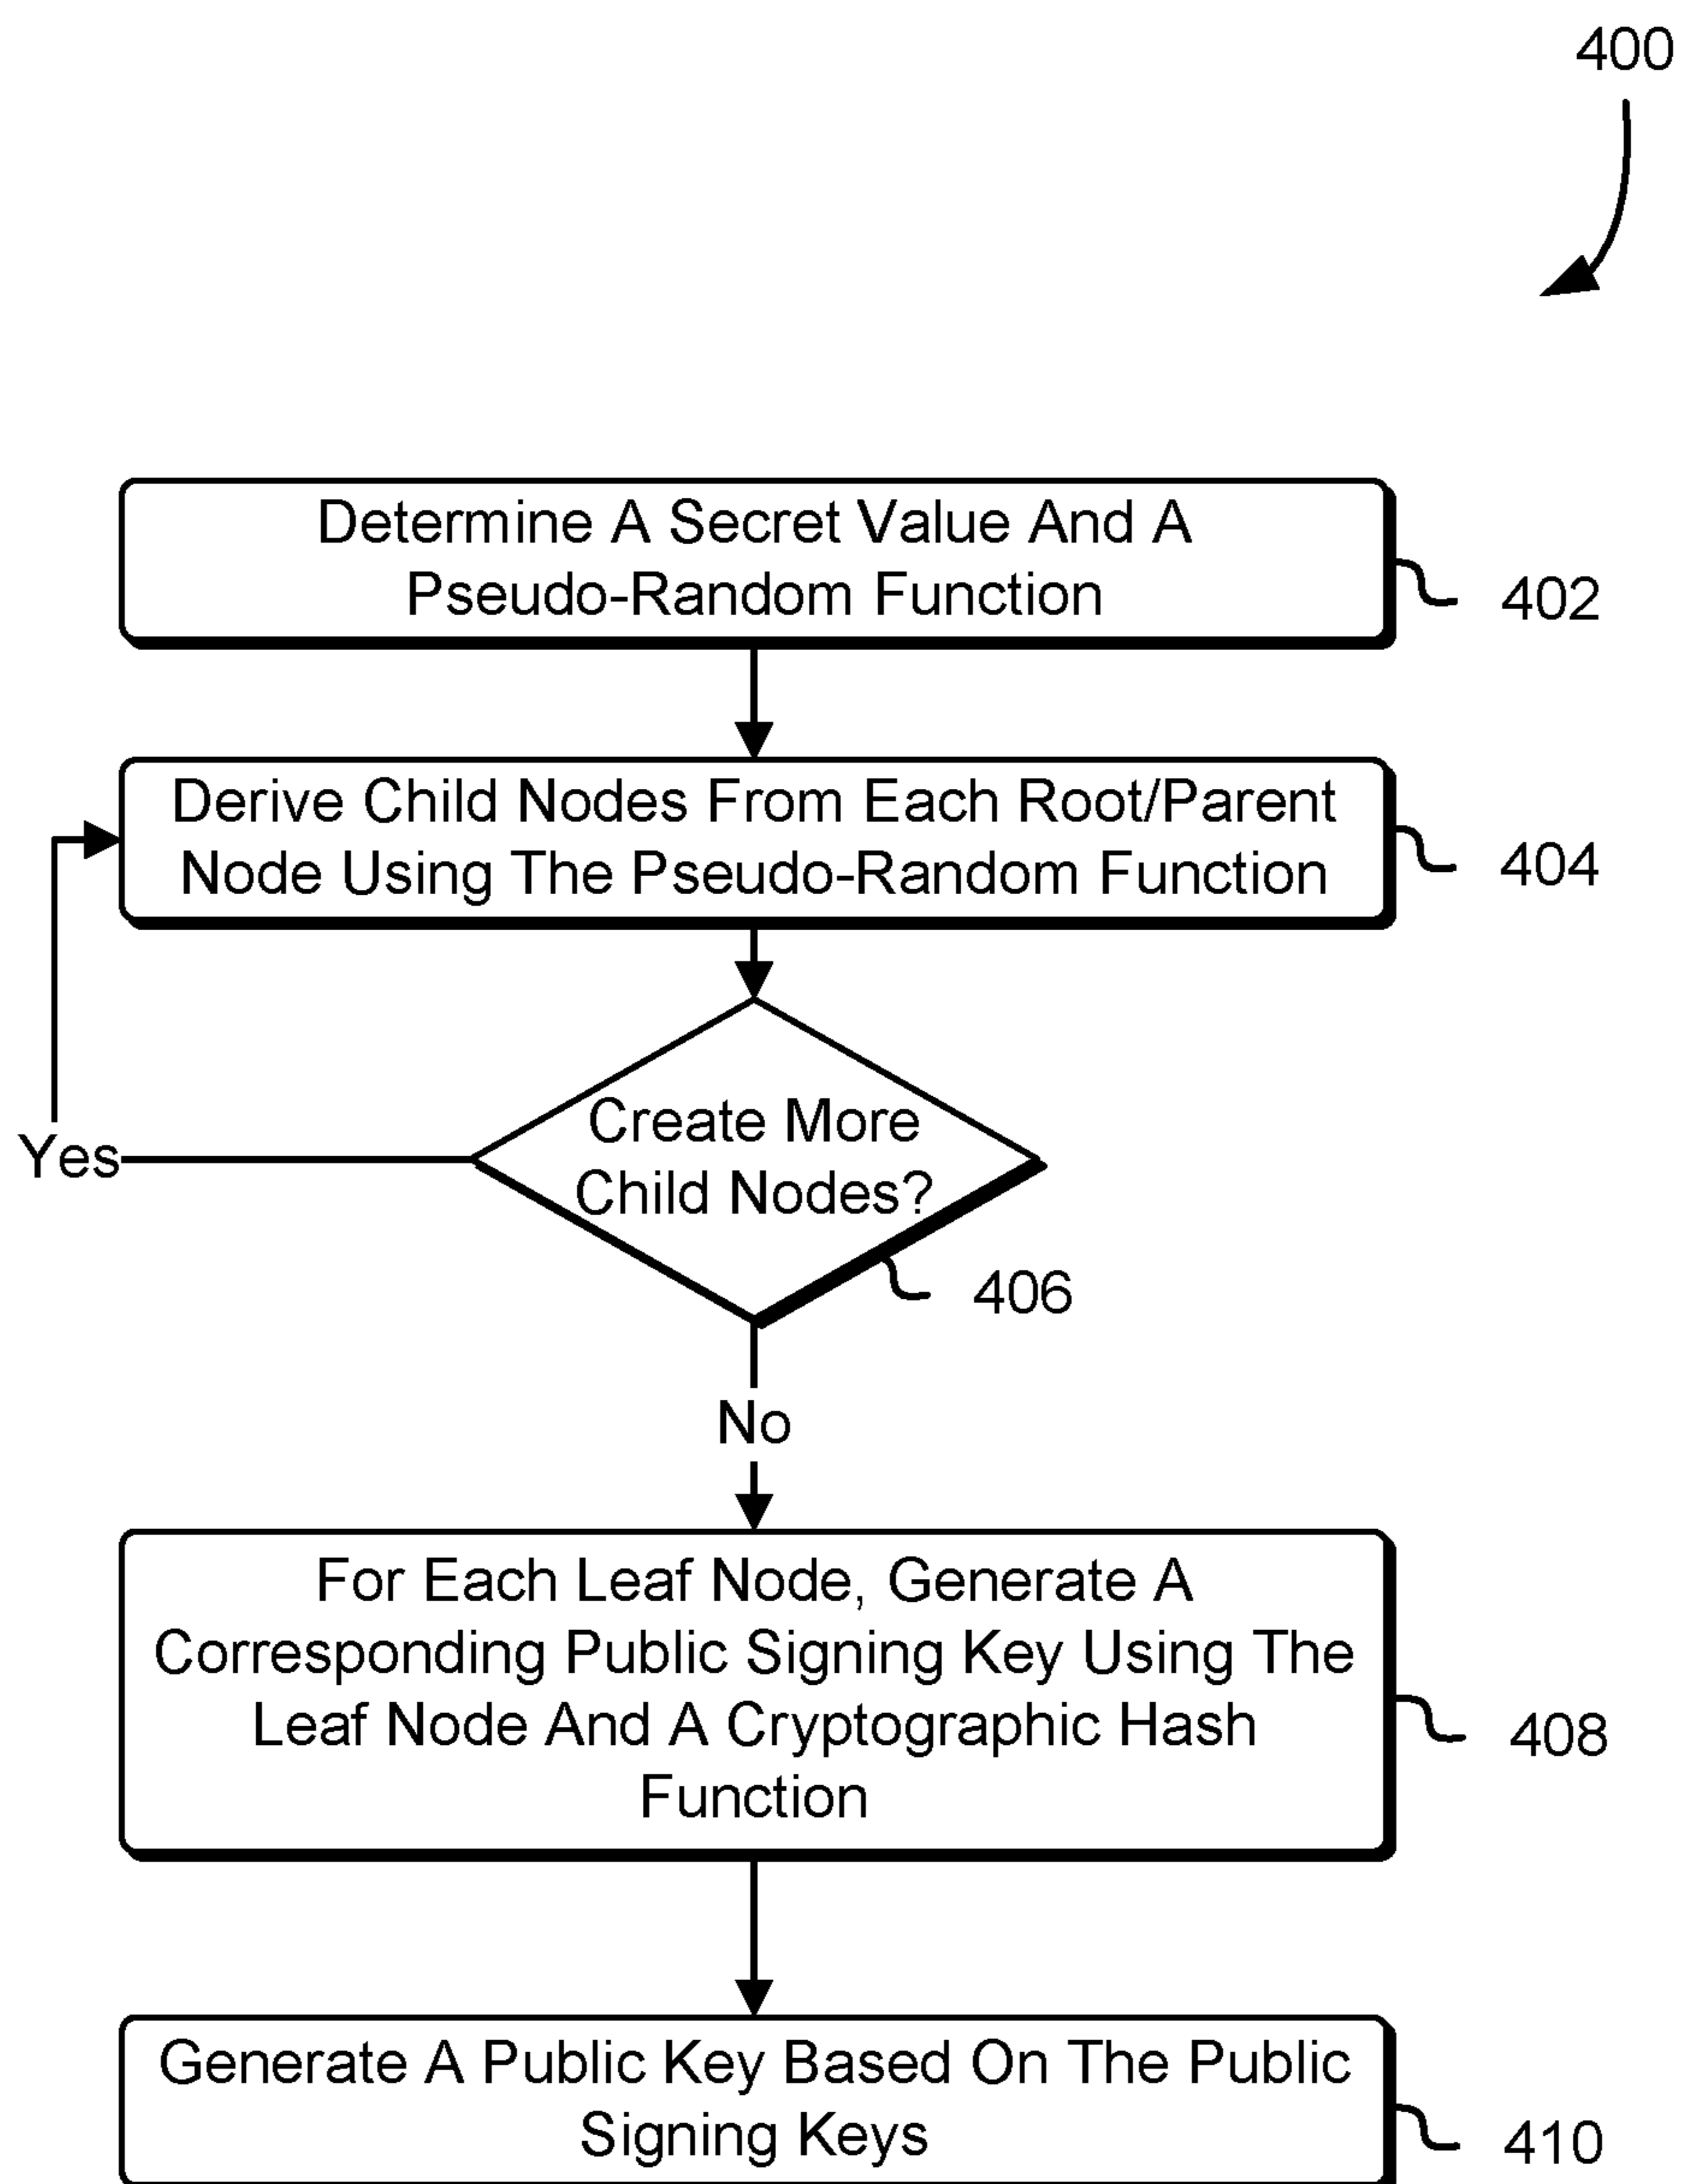 400
Determine A Secret Value And A
Pseudo-Random Function
402
Derive Child Nodes From Each Root/Parent
Node Using The Pseudo-Random Function
404
Create More
Child Nodes?
Yes
406
No
For Each Leaf Node, Generate A
Corresponding Public Signing Key Using The
Leaf Node And A Cryptographic Hash
Function
408
Generate A Public Key Based On The Public
Signing Keys
410